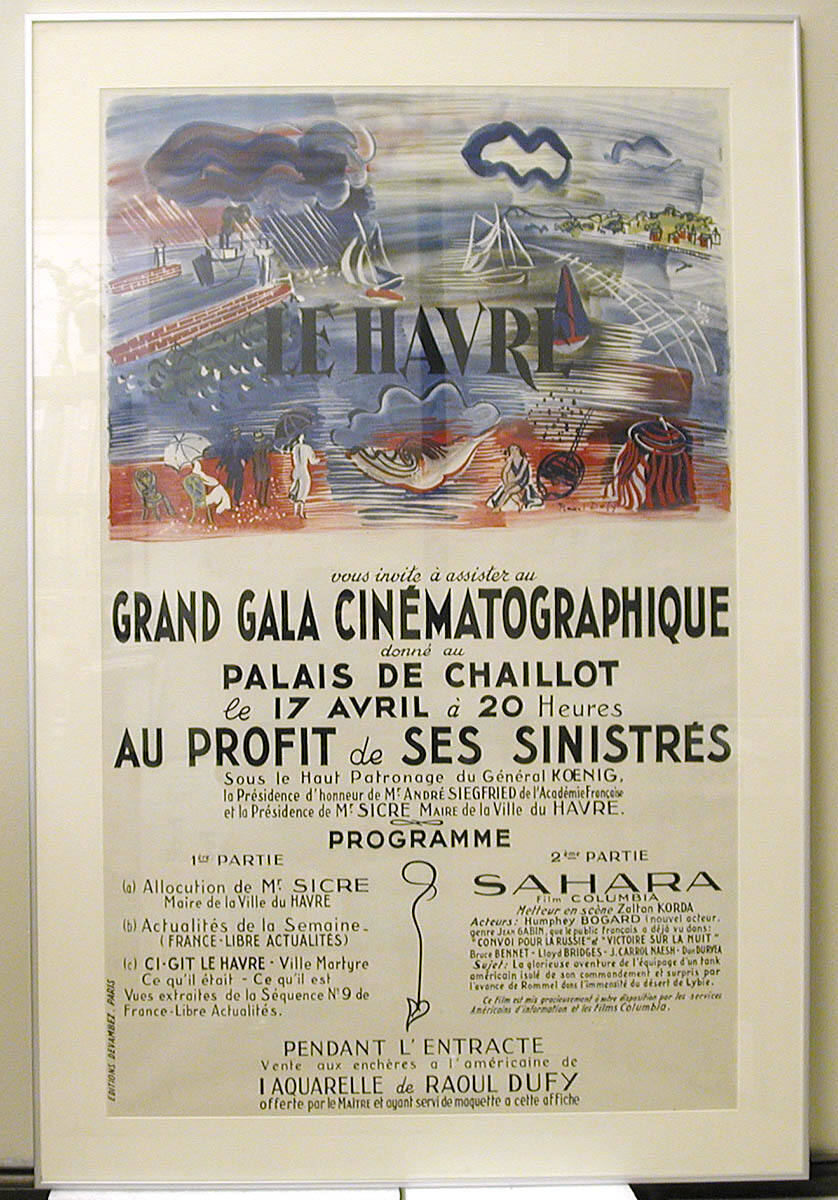 LE HAVRE
Raoul Dufy
vous invite à assister au
GRAND GALA CINÉMATOGRAPHIQUE
donné au
PALAIS DE CHAILLOT
le 17 AVRIL à 20 Heures
AU PROFIT de SES SINISTRÉS
Sous le Haut Patronage du Général KŒNIG,
la Présidence d'honneur de Mr ANDRÉ SIEGFRIED de l'Académie Française
et la Présidence de Mr SICRE MAIRE de la Ville du HAVRE.
PROGRAMME
1ère PARTIE
(a) Allocution de Mr SICRE
Maire de la Ville du HAVRE
(b) Actualités de la Semaine_
(FRANCE-LIBRE ACTUALITÉS)
(c) CI-GIT LE HAVRE - Ville Martyre
Ce qu'il était - Ce qu'il est
Vues extraites de la Séquence No 9 de
France-Libre Actualités.
2ème PARTIE
SAHARA
Film COLUMBIA
Metteur en scène Zoltan KORDA
Acteurs: Humphey BOGARD (nouvel acteur.
genre JEAN GABIN, que le public français a déjà vu dans:
"CONVOI POUR LA RUSSIE" et "VICTOIRE SUR LA NUIT"
Bruce BENNET - Lloyd BRIDGES - J. CARROL NAESH - Dan DURYEA
Sujet: La glorieuse aventure de l'équipage d'un tank
américain isolé de son commandement et surpris par
l'avance de Rommel dans l'immensité du désert de Lybie.
Ce film est mis gracieusement à notre disposition par les services
Américains d'information et les films Columbia.
PENDANT L'ENTRACTE
Vente aux enchères a l'américaine de
1 AQUARELLE de RAOUL DUFY
offerte par le MAÎTRE et ayant servi de maquette a cette affiche
EDITIONS DEVAMBEZ. PARIS